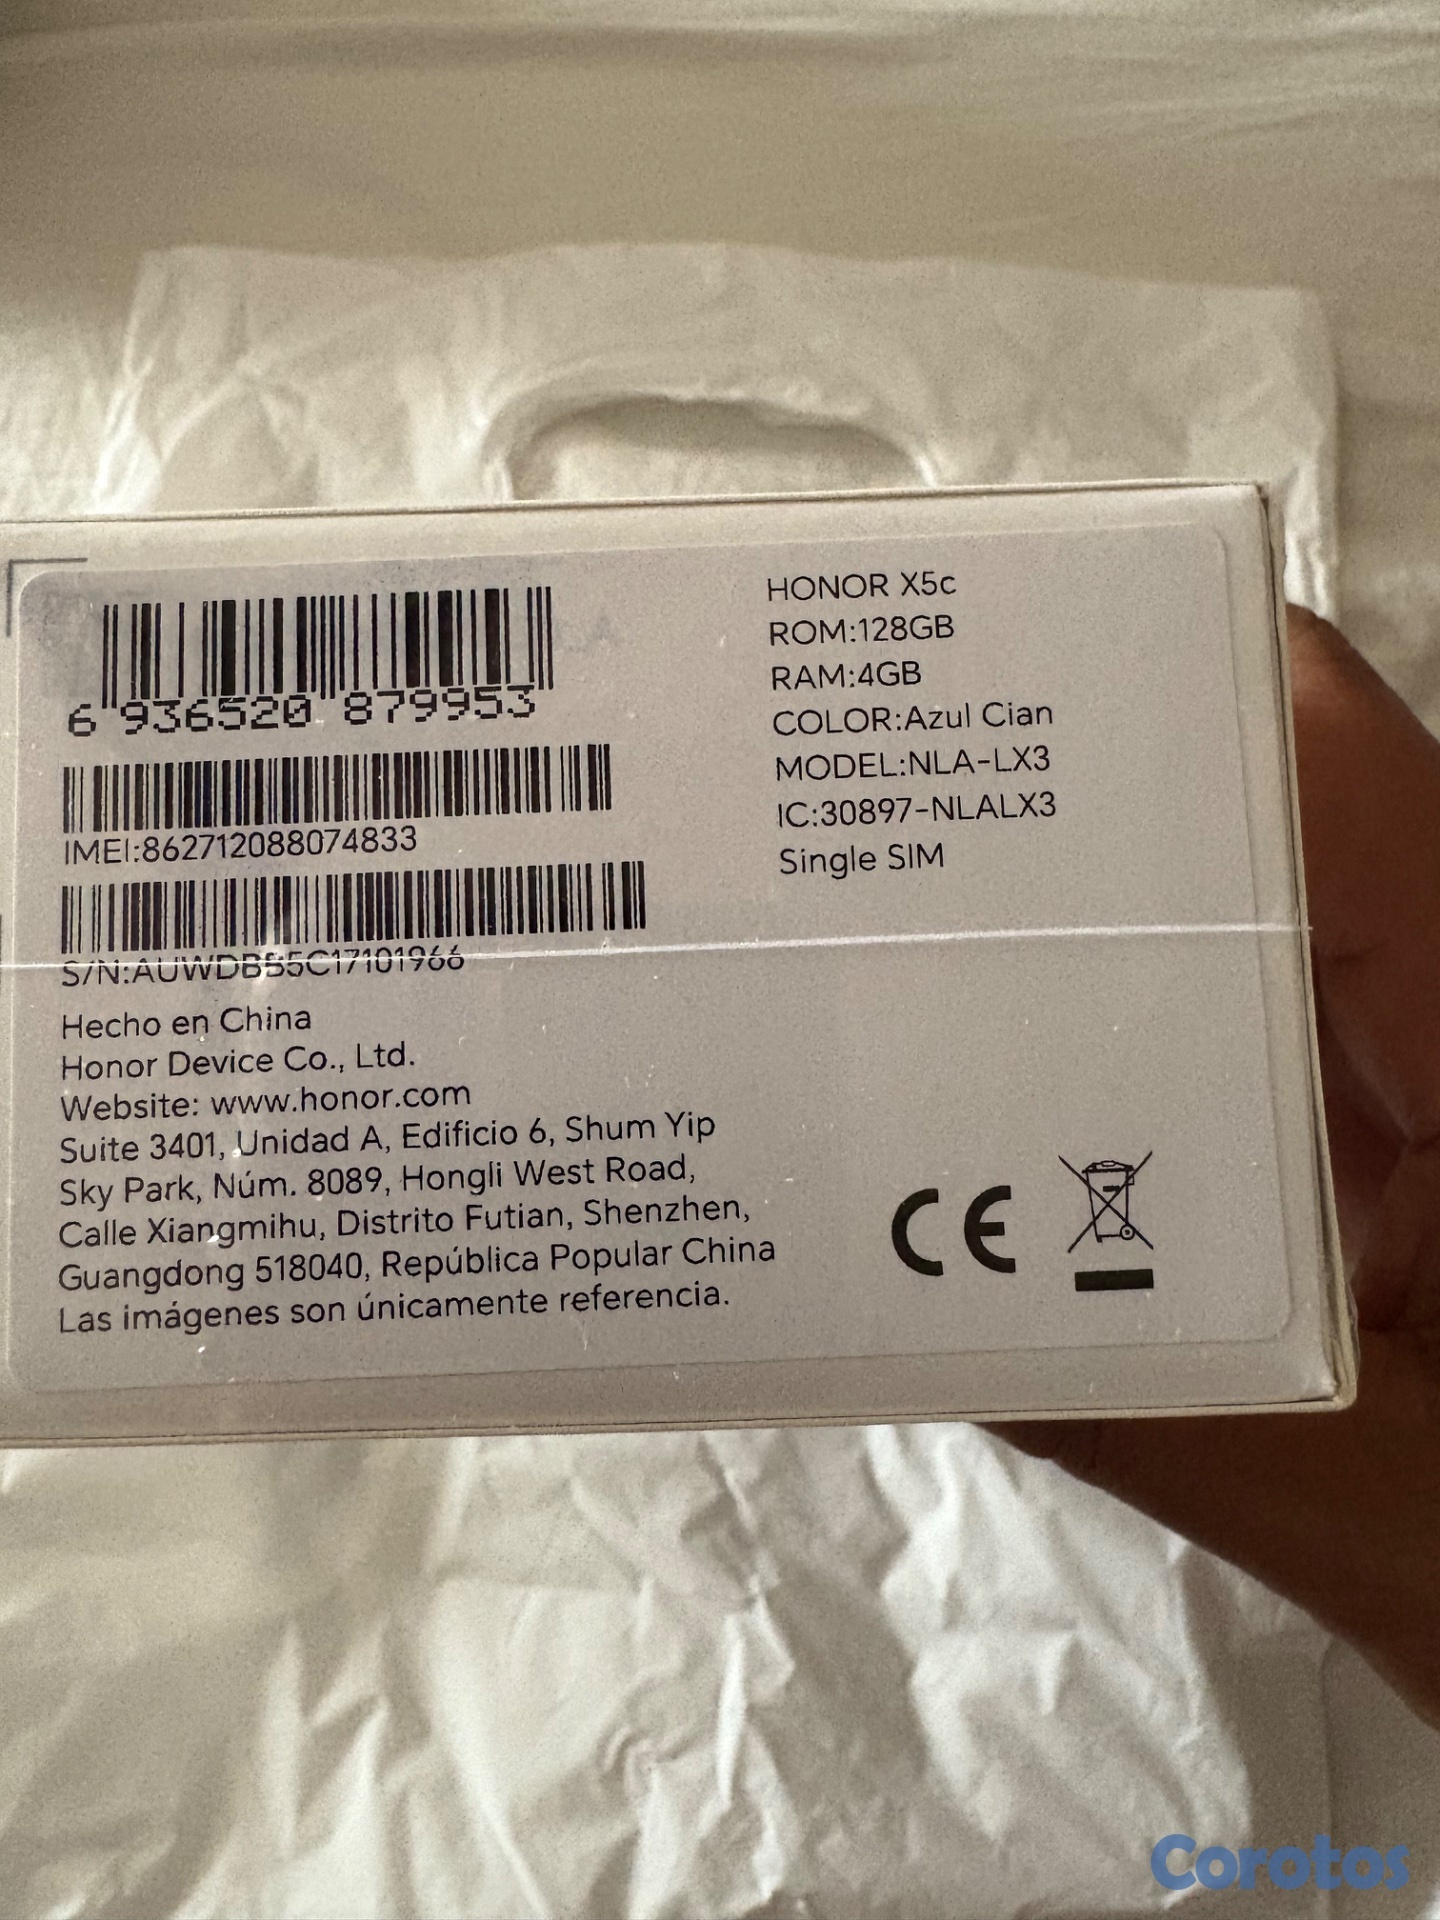 6 936520 879953
IMEI:862712088074833
S/N:AUWDBB5C17101966
Hecho en China
Honor Device Co., Ltd.
Website: www.honor.com
Suite 3401, Unidad A, Edificio 6, Shum Yip
Sky Park, Núm. 8089, Hongli West Road,
Calle Xiangmihu, Distrito Futian, Shenzhen,
Guangdong 518040, República Popular China
Las imágenes son únicamente referencia.
HONOR X5c
ROM:128GB
RAM:4GB
COLOR:Azul Cian
MODEL:NLA-LX3
IC:30897-NLALX3
Single SIM
CE
Corotos